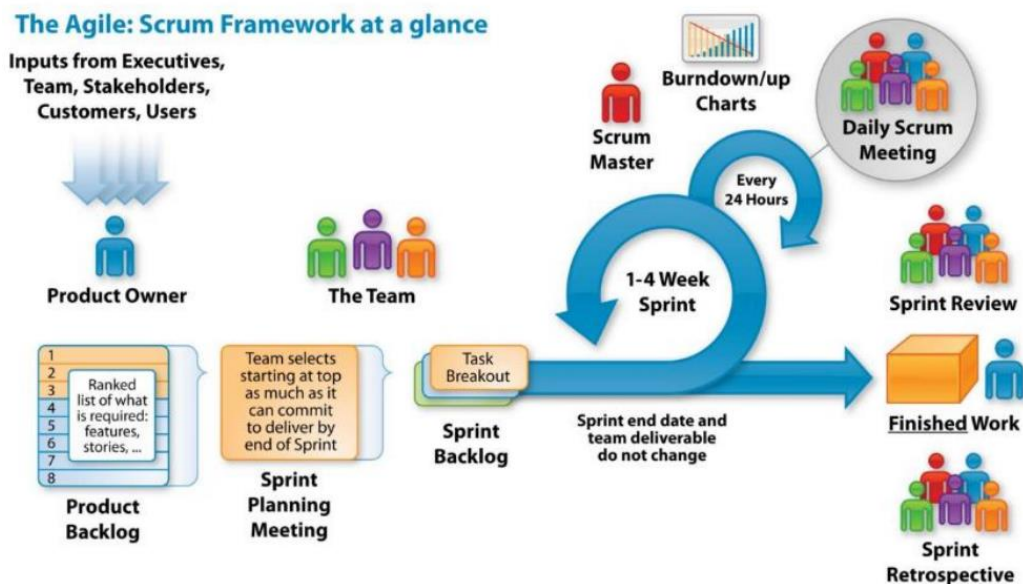 The Agile: Scrum Framework at a glance
Inputs from Executives,
Team, Stakeholders,
Customers, Users
Product Owner
The Team
Scrum
Master
Burndown/up
Charts
Daily Scrum
Meeting
Every
24 Hours
1-4 Week
Sprint
Sprint Review
1
2
3
4
5
6
7
8
Ranked
list of what
is required:
features,
stories, ...
Product
Backlog
Team selects
starting at top
as much as it
can commit
to deliver by
end of Sprint
Sprint
Planning
Meeting
Task
Breakout
Sprint
Backlog
Sprint end date and
team deliverable
do not change
Finished Work
Sprint
Retrospective